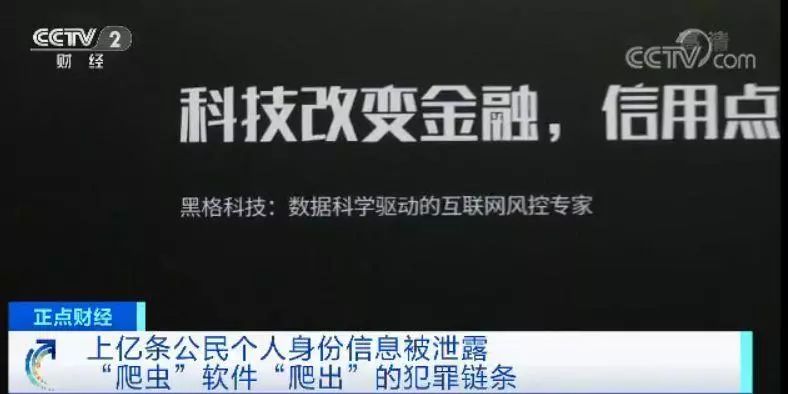 CCTV 2
财经
高清
CCTV.com
科技改变金融，信用点
黑格科技：数据科学驱动的互联网风控专家
正点财经
上亿条公民个人身份信息被泄露
“爬虫”软件“爬出”的犯罪链条